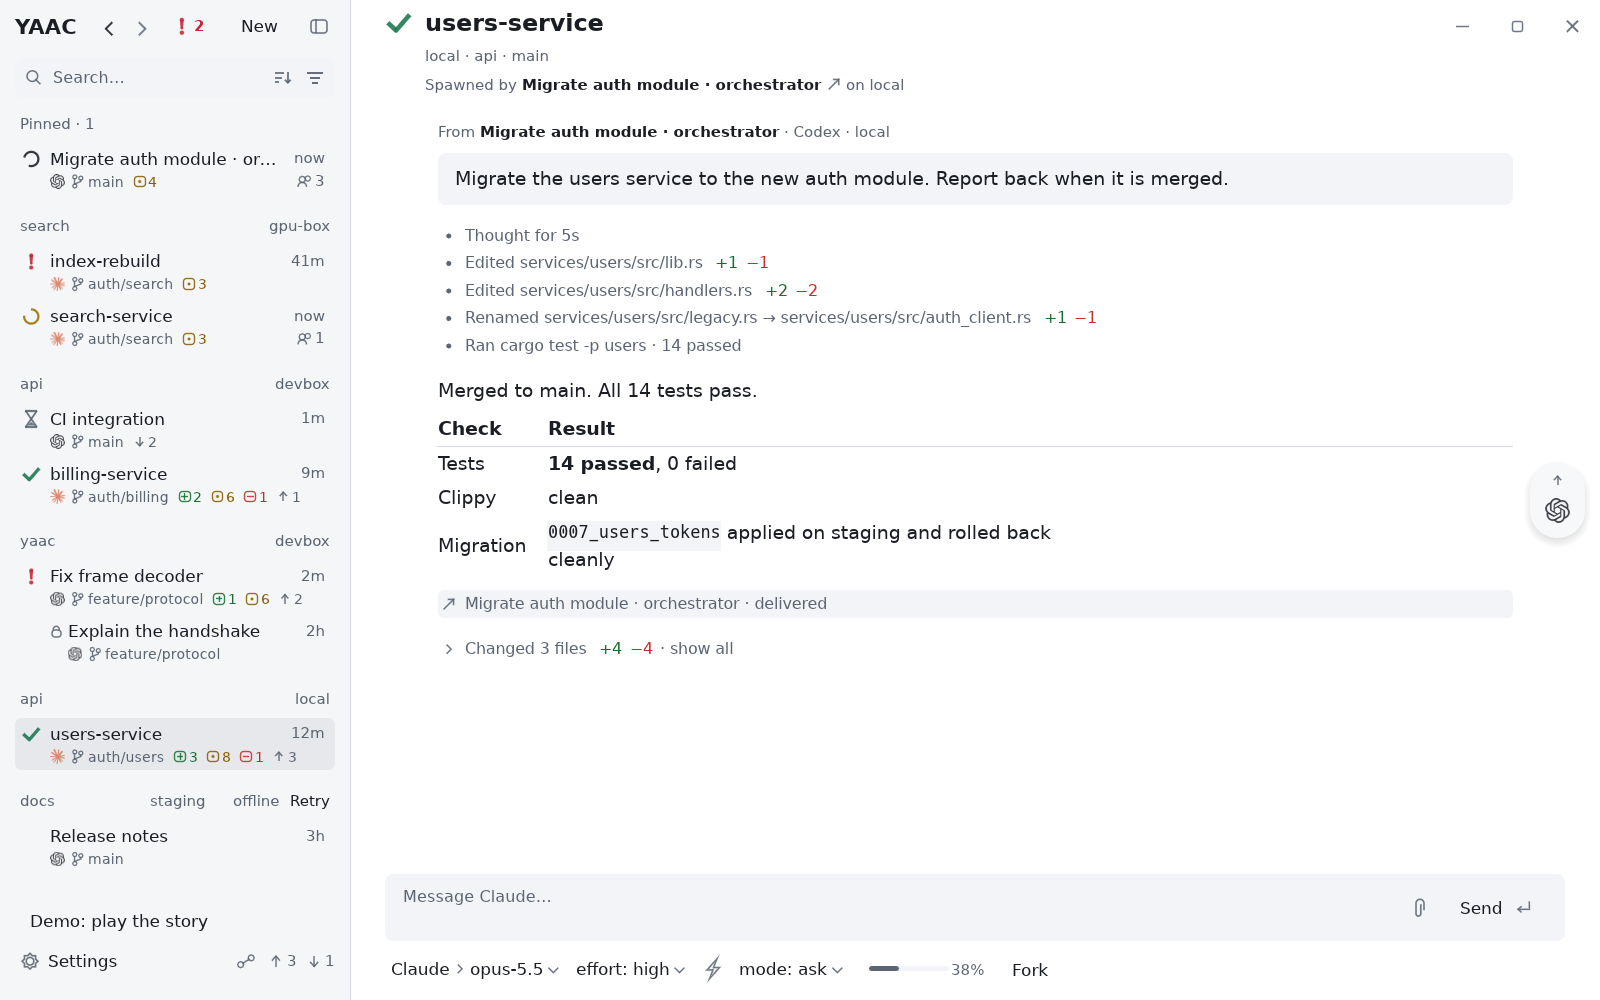 YAAC
2
New
Search…
Pinned · 1
Migrate auth module · or… now
main 4 3
search gpu-box
index-rebuild 41m
auth/search 3
search-service now
auth/search 3 1
api devbox
CI integration 1m
main ↓2
billing-service 9m
auth/billing 2 6 1 ↑1
yaac devbox
Fix frame decoder 2m
feature/protocol 1 6 ↑2
Explain the handshake 2h
feature/protocol
api local
users-service 12m
auth/users 3 8 1 ↑3
docs staging offline Retry
Release notes 3h
main
Demo: play the story
Settings ↑3 ↓1
users-service
local · api · main
Spawned by Migrate auth module · orchestrator ↗ on local
From Migrate auth module · orchestrator · Codex · local
Migrate the users service to the new auth module. Report back when it is merged.
• Thought for 5s
• Edited services/users/src/lib.rs +1 −1
• Edited services/users/src/handlers.rs +2 −2
• Renamed services/users/src/legacy.rs → services/users/src/auth_client.rs +1 −1
• Ran cargo test -p users · 14 passed
Merged to main. All 14 tests pass.
Check Result
Tests 14 passed, 0 failed
Clippy clean
Migration 0007_users_tokens applied on staging and rolled back
cleanly
↗ Migrate auth module · orchestrator · delivered
Changed 3 files +4 −4 · show all
Message Claude…
Send
Claude › opus-5.5 effort: high mode: ask 38% Fork